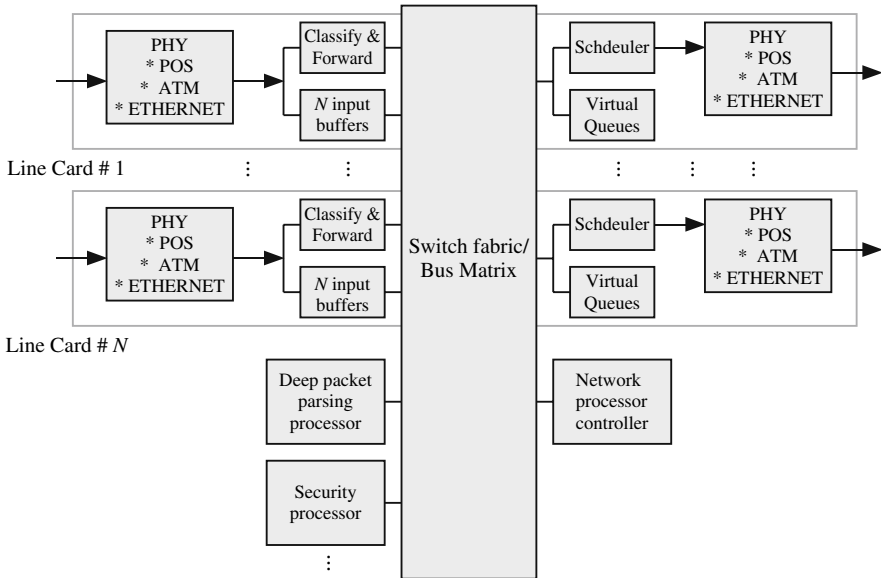 PHY
* POS
* ATM
* ETHERNET
Classify &
Forward
N input
buffers
Schdeuler
Virtual
Queues
PHY
* POS
* ATM
* ETHERNET
Line Card # 1
⋮ ⋮ ⋮ ⋮ ⋮
PHY
* POS
* ATM
* ETHERNET
Classify &
Forward
N input
buffers
Switch fabric/
Bus Matrix
Schdeuler
Virtual
Queues
PHY
* POS
* ATM
* ETHERNET
Line Card # N
Deep packet
parsing
processor
Network
processor
controller
Security
processor
⋮